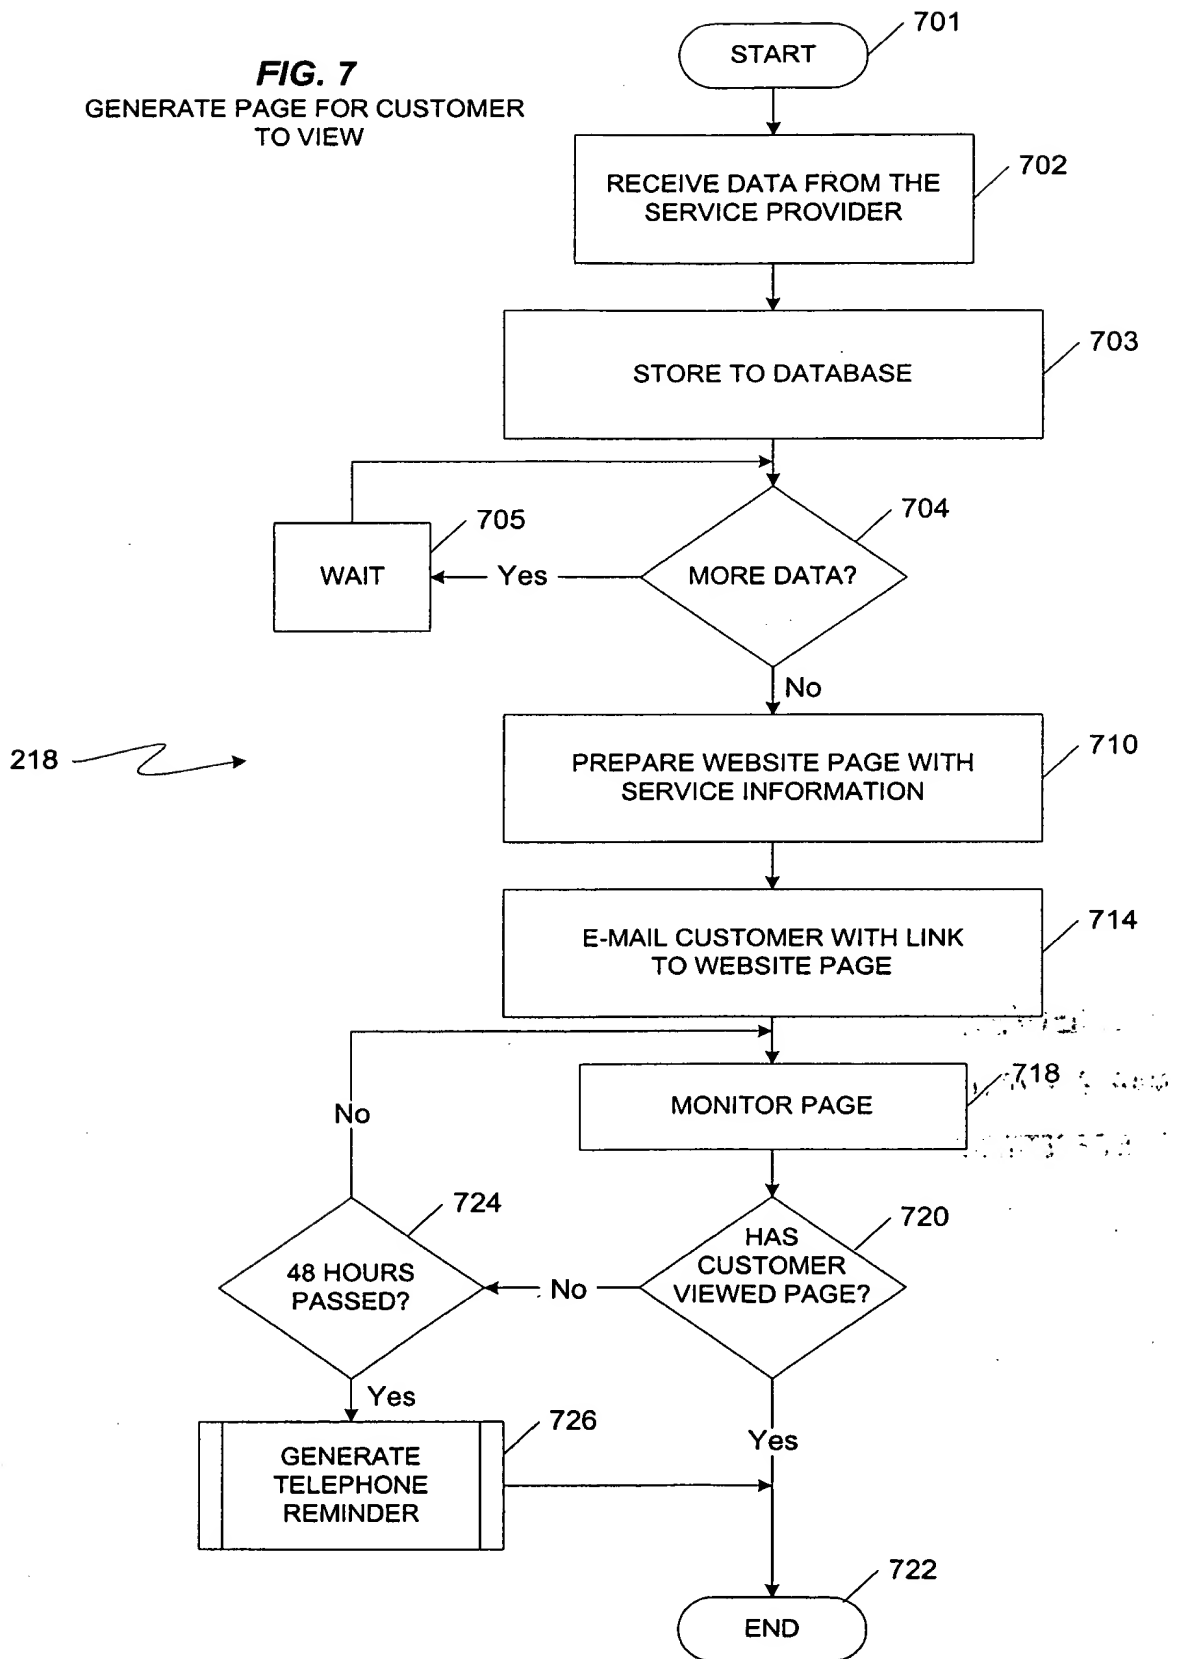 FIG. 7
GENERATE PAGE FOR CUSTOMER
TO VIEW
START
701
RECEIVE DATA FROM THE
SERVICE PROVIDER
702
STORE TO DATABASE
703
MORE DATA?
704
Yes
WAIT
705
No
218
PREPARE WEBSITE PAGE WITH
SERVICE INFORMATION
710
E-MAIL CUSTOMER WITH LINK
TO WEBSITE PAGE
714
MONITOR PAGE
718
HAS
CUSTOMER
VIEWED PAGE?
720
No
48 HOURS
PASSED?
724
No
Yes
GENERATE
TELEPHONE
REMINDER
726
Yes
END
722